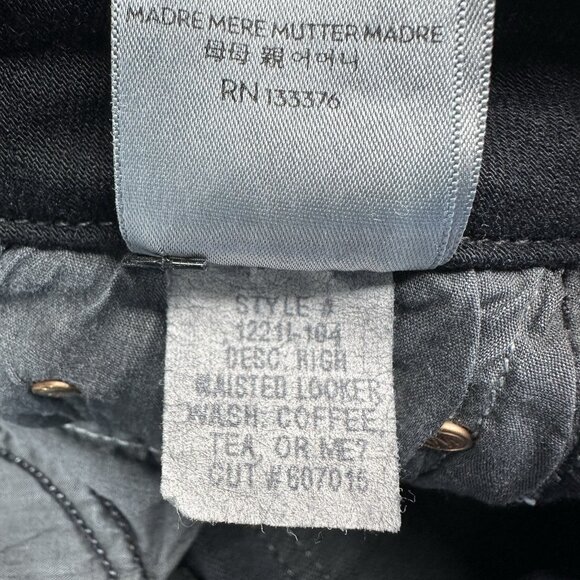 MADRE MERE MUTTER MADRE
母母 親 어머니
RN 133376
STYLE #
1221I-104
DESC: HIGH
WAISTED LOOKER
WASH: COFFEE,
TEA, OR ME?
CUT # 607015